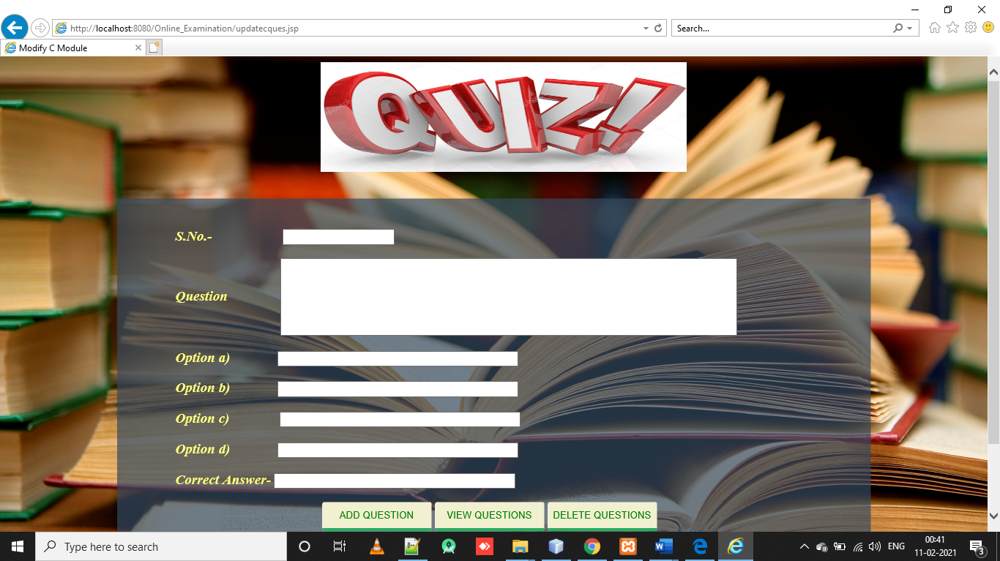 http://localhost:8080/Online_Examination/updatecques.jsp
Search...
Modify C Module
QUIZ!
S.No.-
Question
Option a)
Option b)
Option c)
Option d)
Correct Answer-
ADD QUESTION VIEW QUESTIONS DELETE QUESTIONS
Type here to search
ENG
00:41
11-02-2021
3